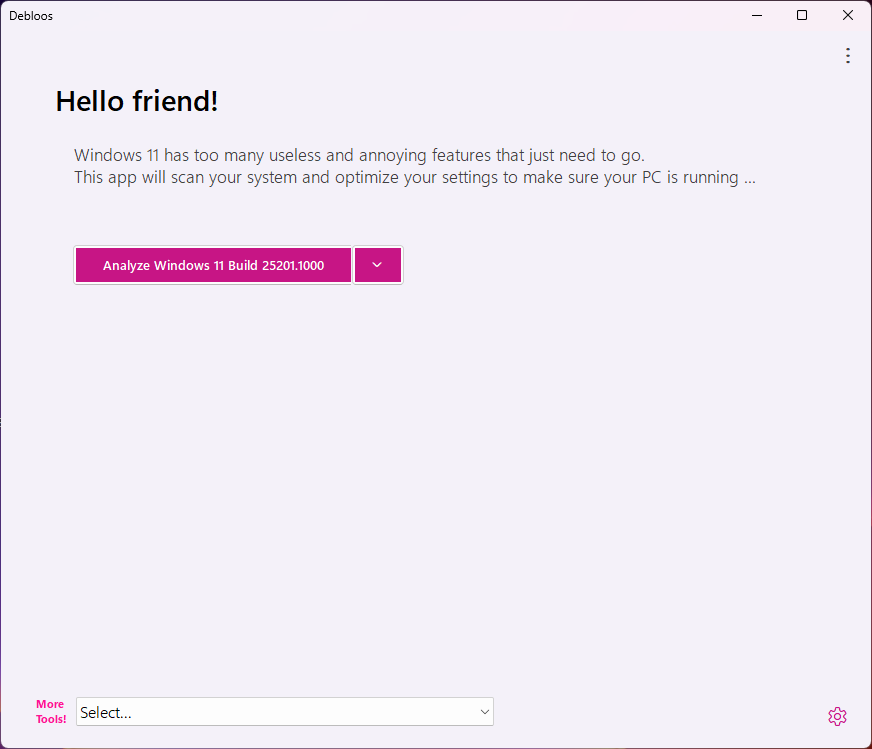 Debloos
Hello friend!
Windows 11 has too many useless and annoying features that just need to go.
This app will scan your system and optimize your settings to make sure your PC is running ...
Analyze Windows 11 Build 25201.1000
More
Tools!
Select...